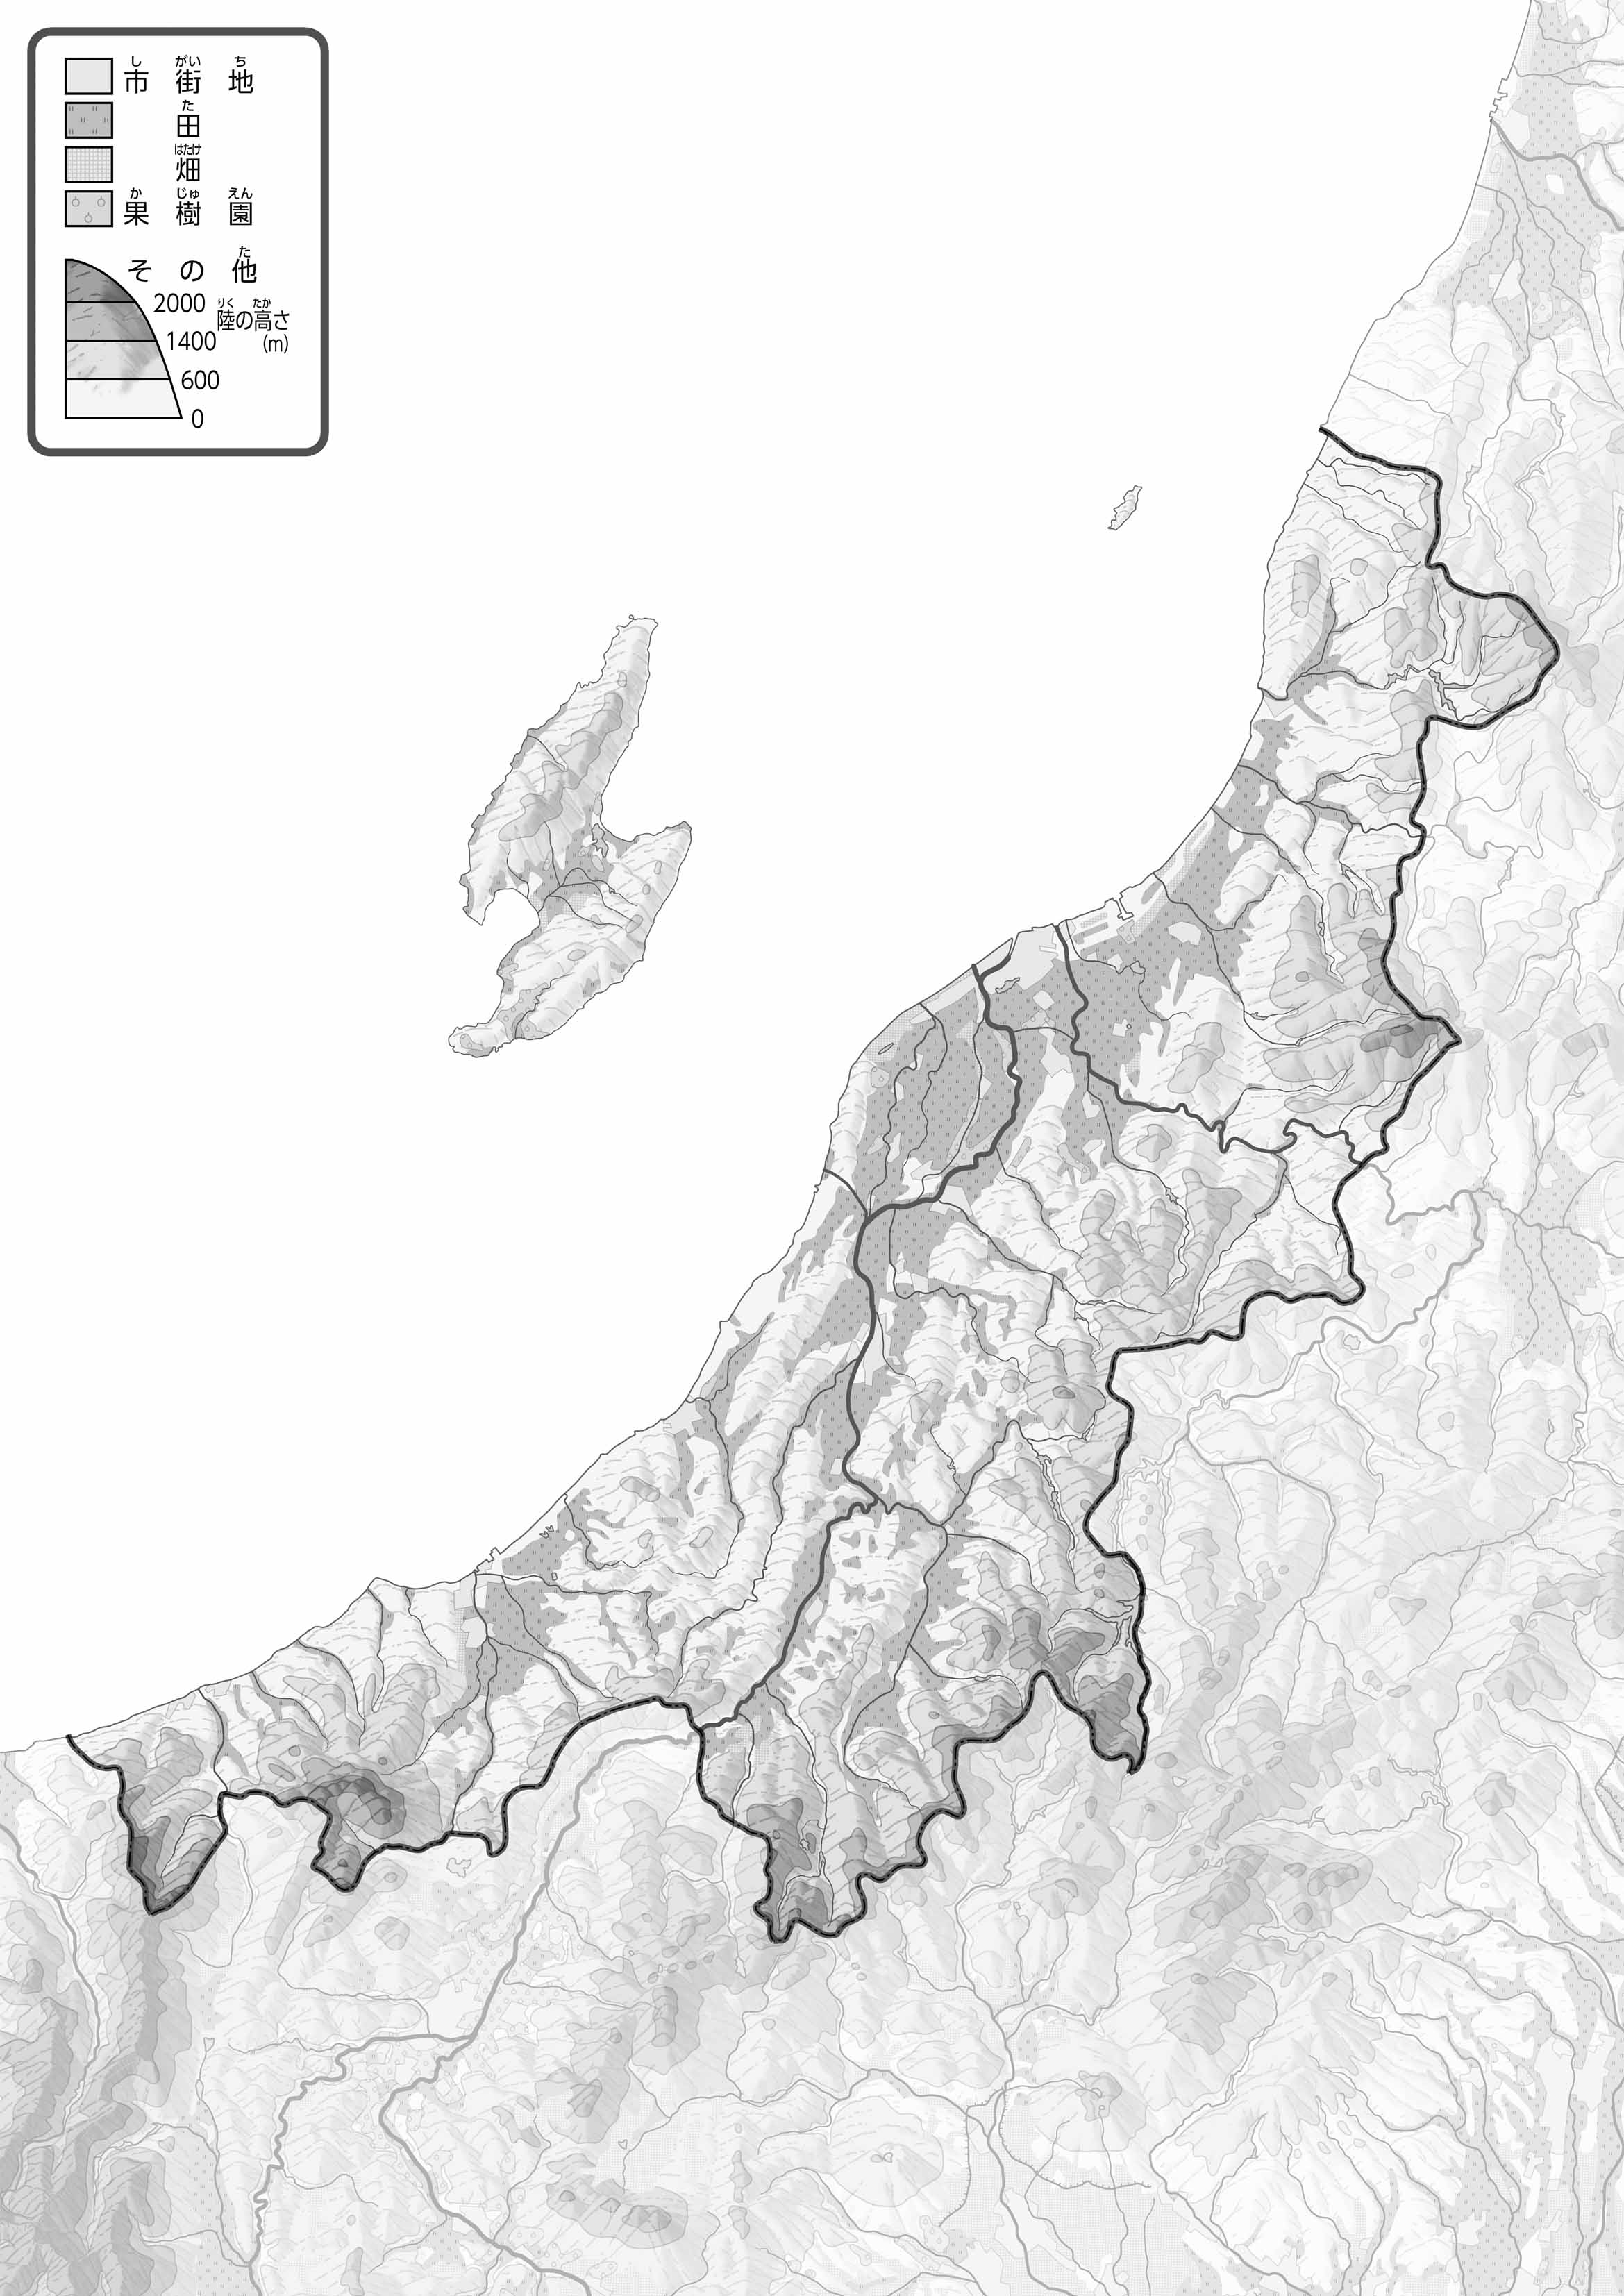 し がい ち
市 街 地
た
田
はたけ
畑
か じゅ えん
果 樹 園
た
そ の 他
2000
りく たか
陸の高さ
1400 (m)
600
0